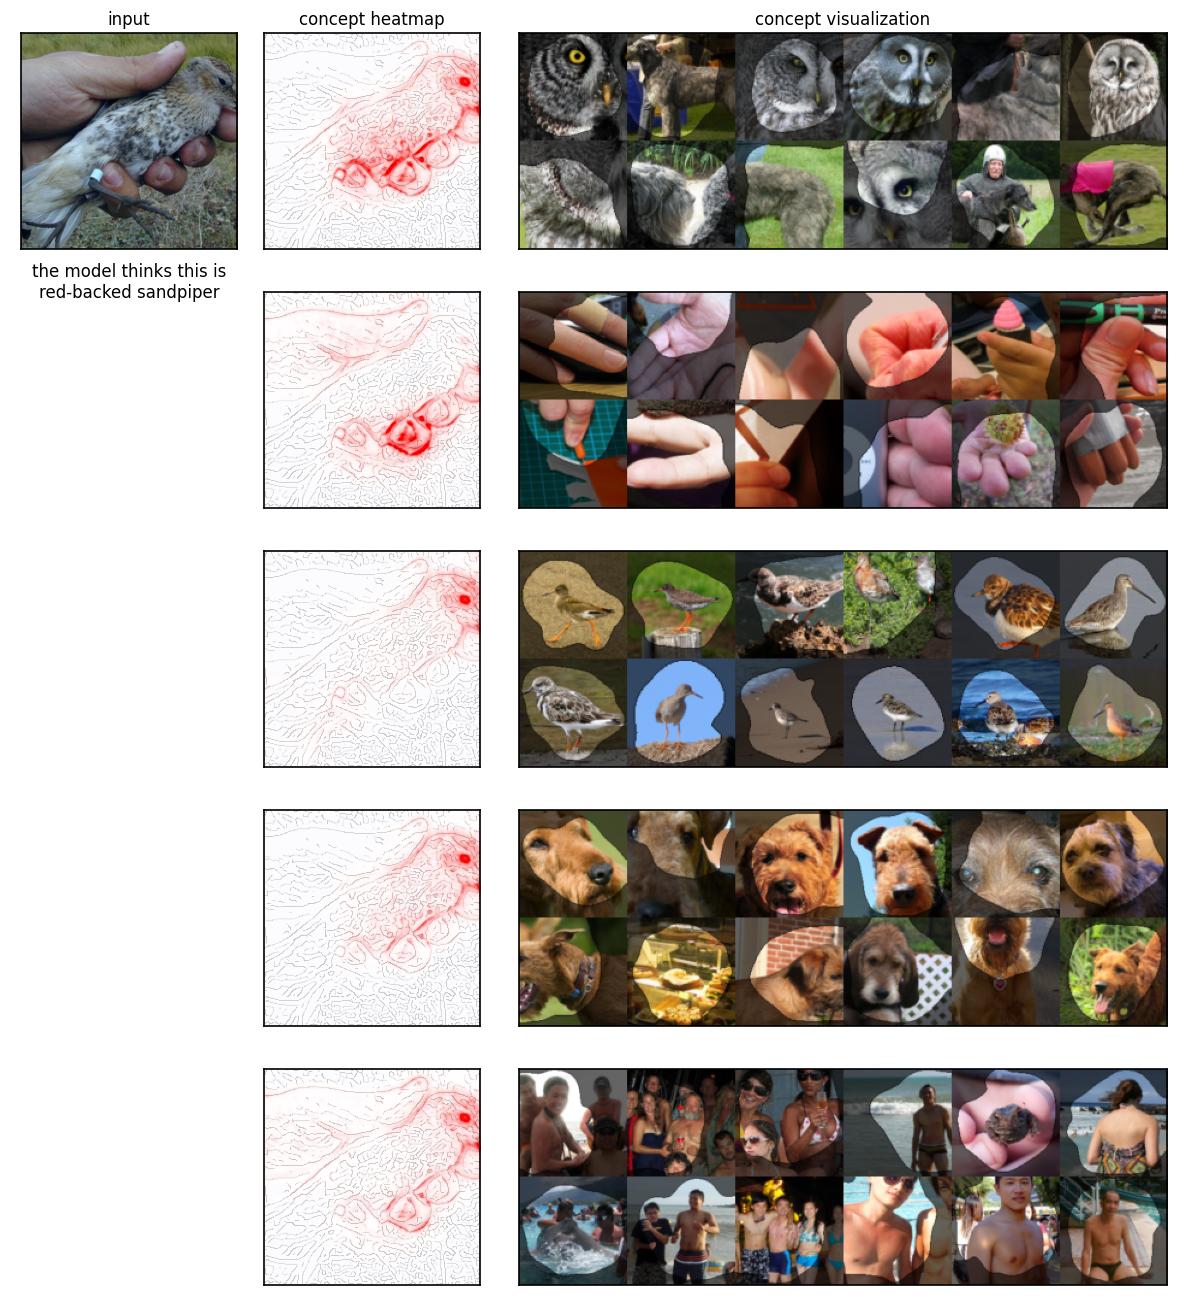 input
concept heatmap
concept visualization
the model thinks this is
red-backed sandpiper